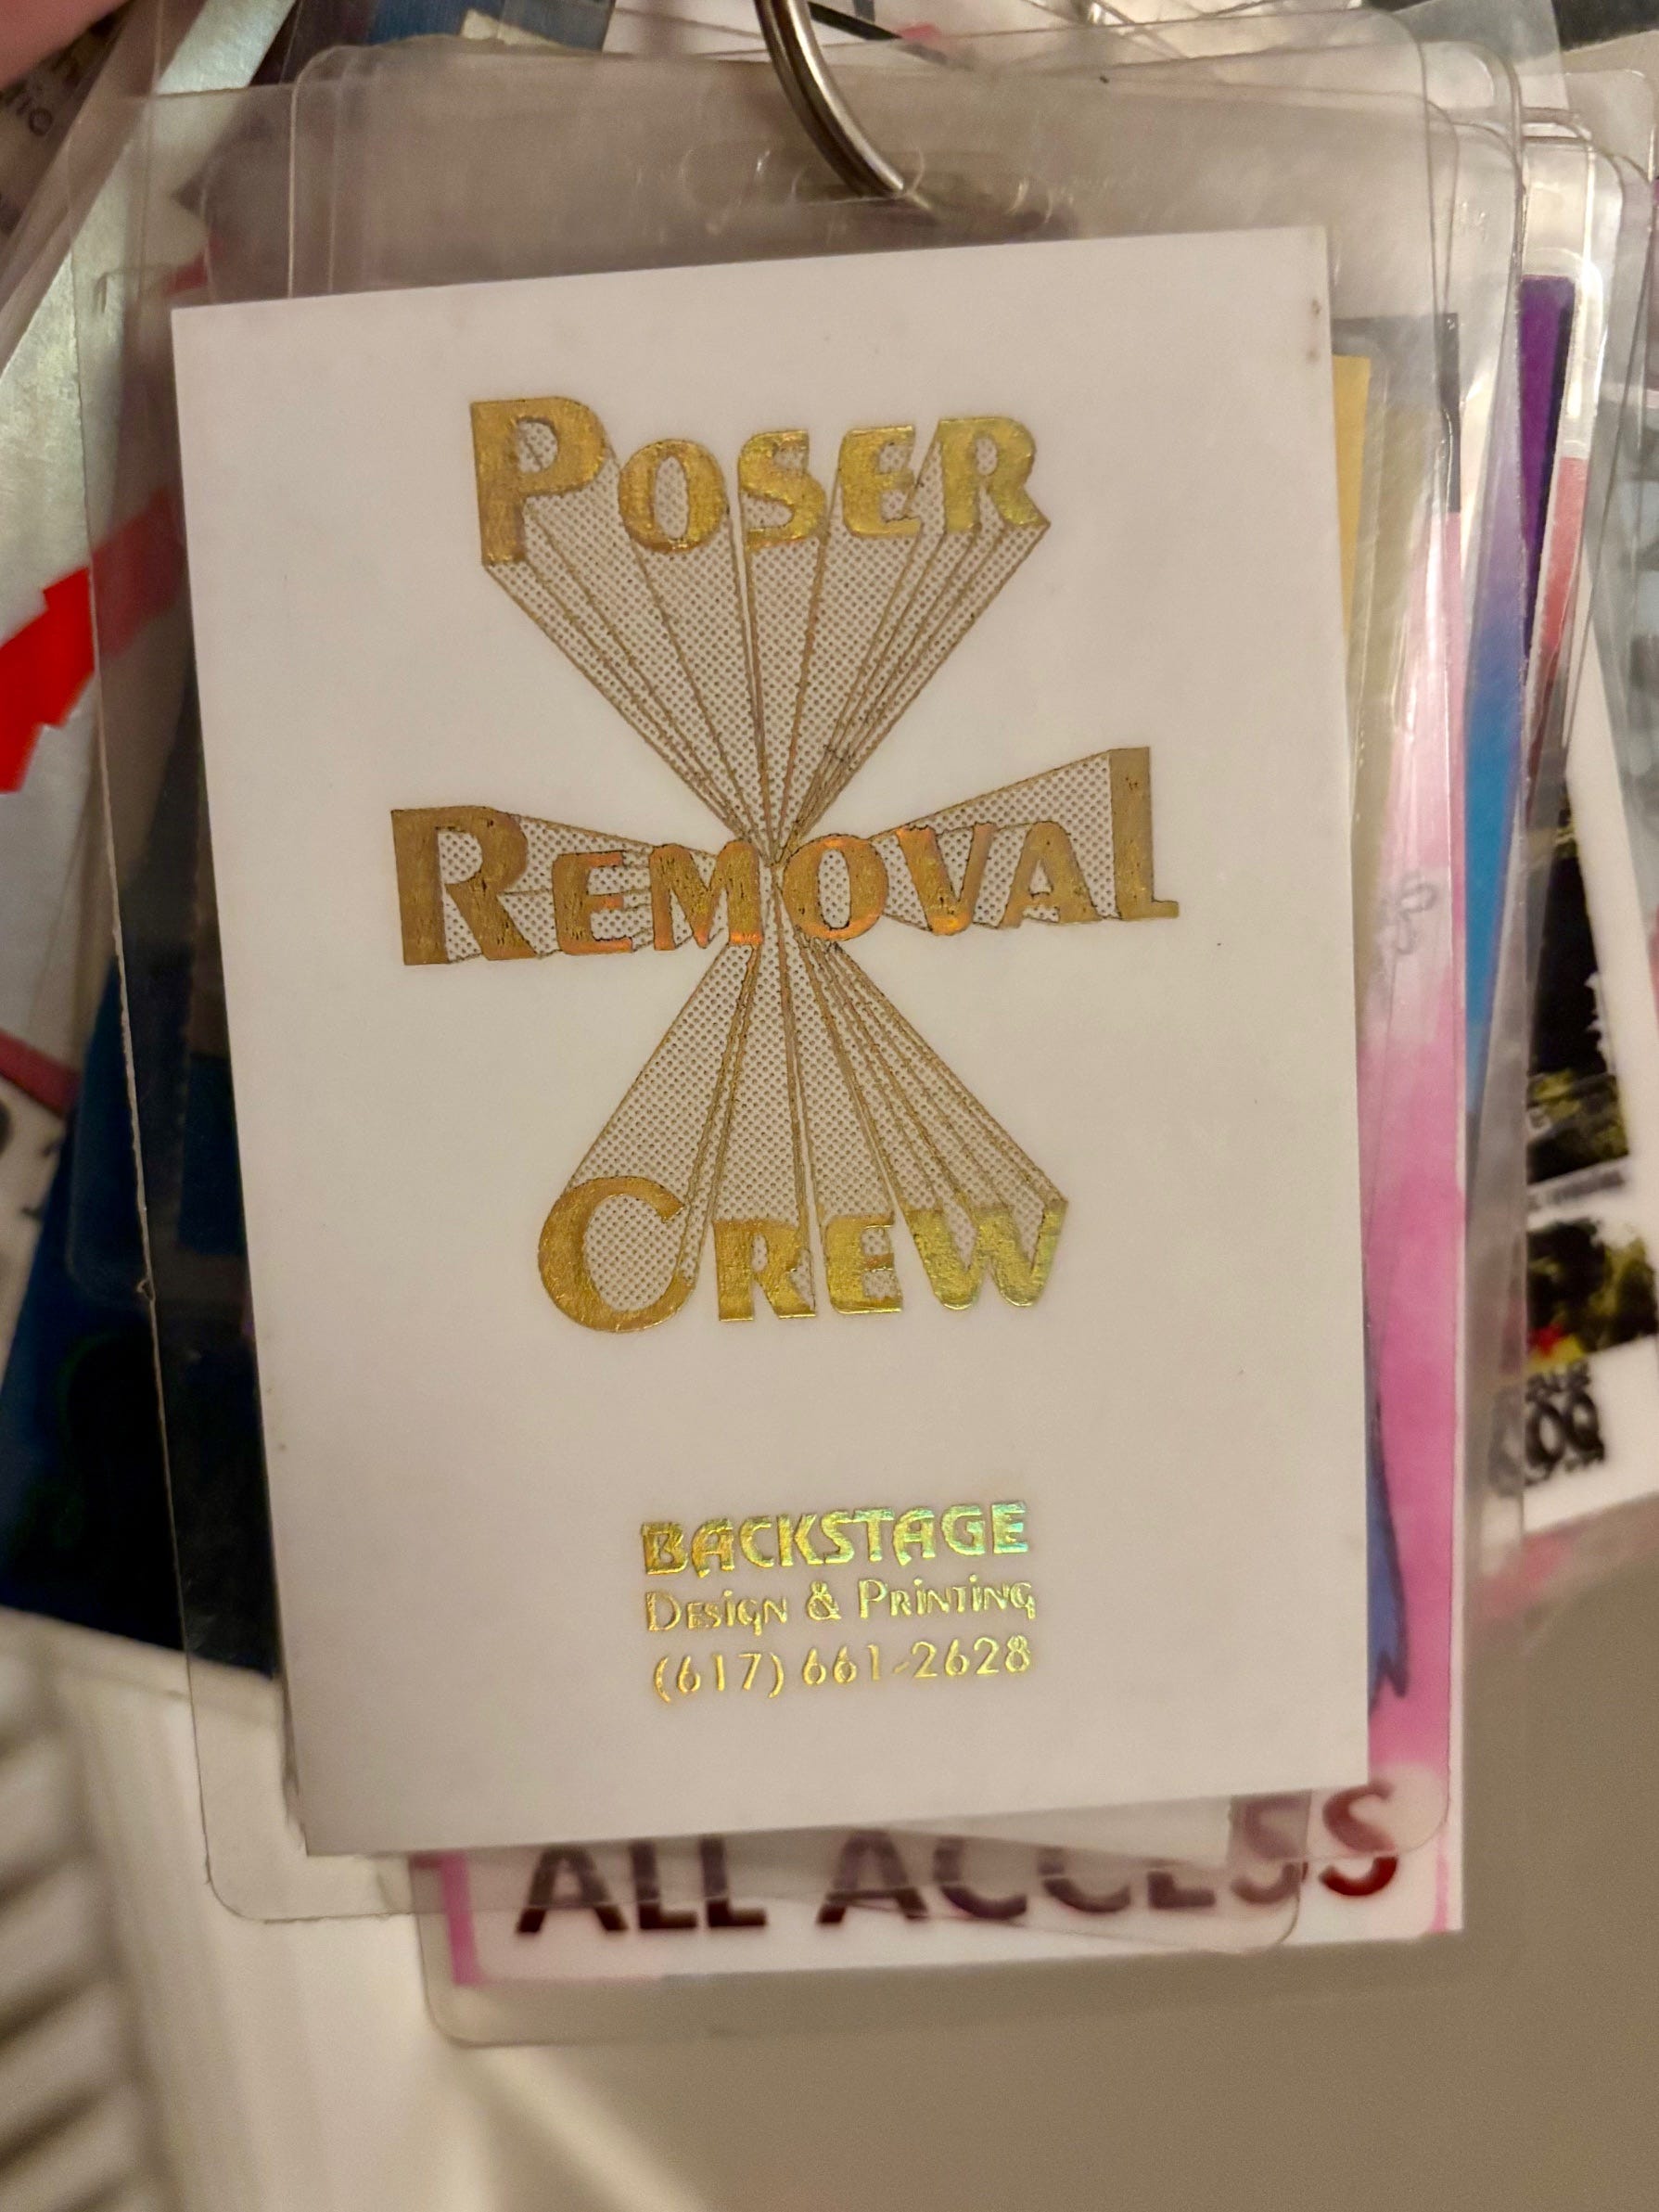 Poser
Removal
Crew
BACKSTAGE
Design & Printing
(617) 661-2628
ALL ACCESS